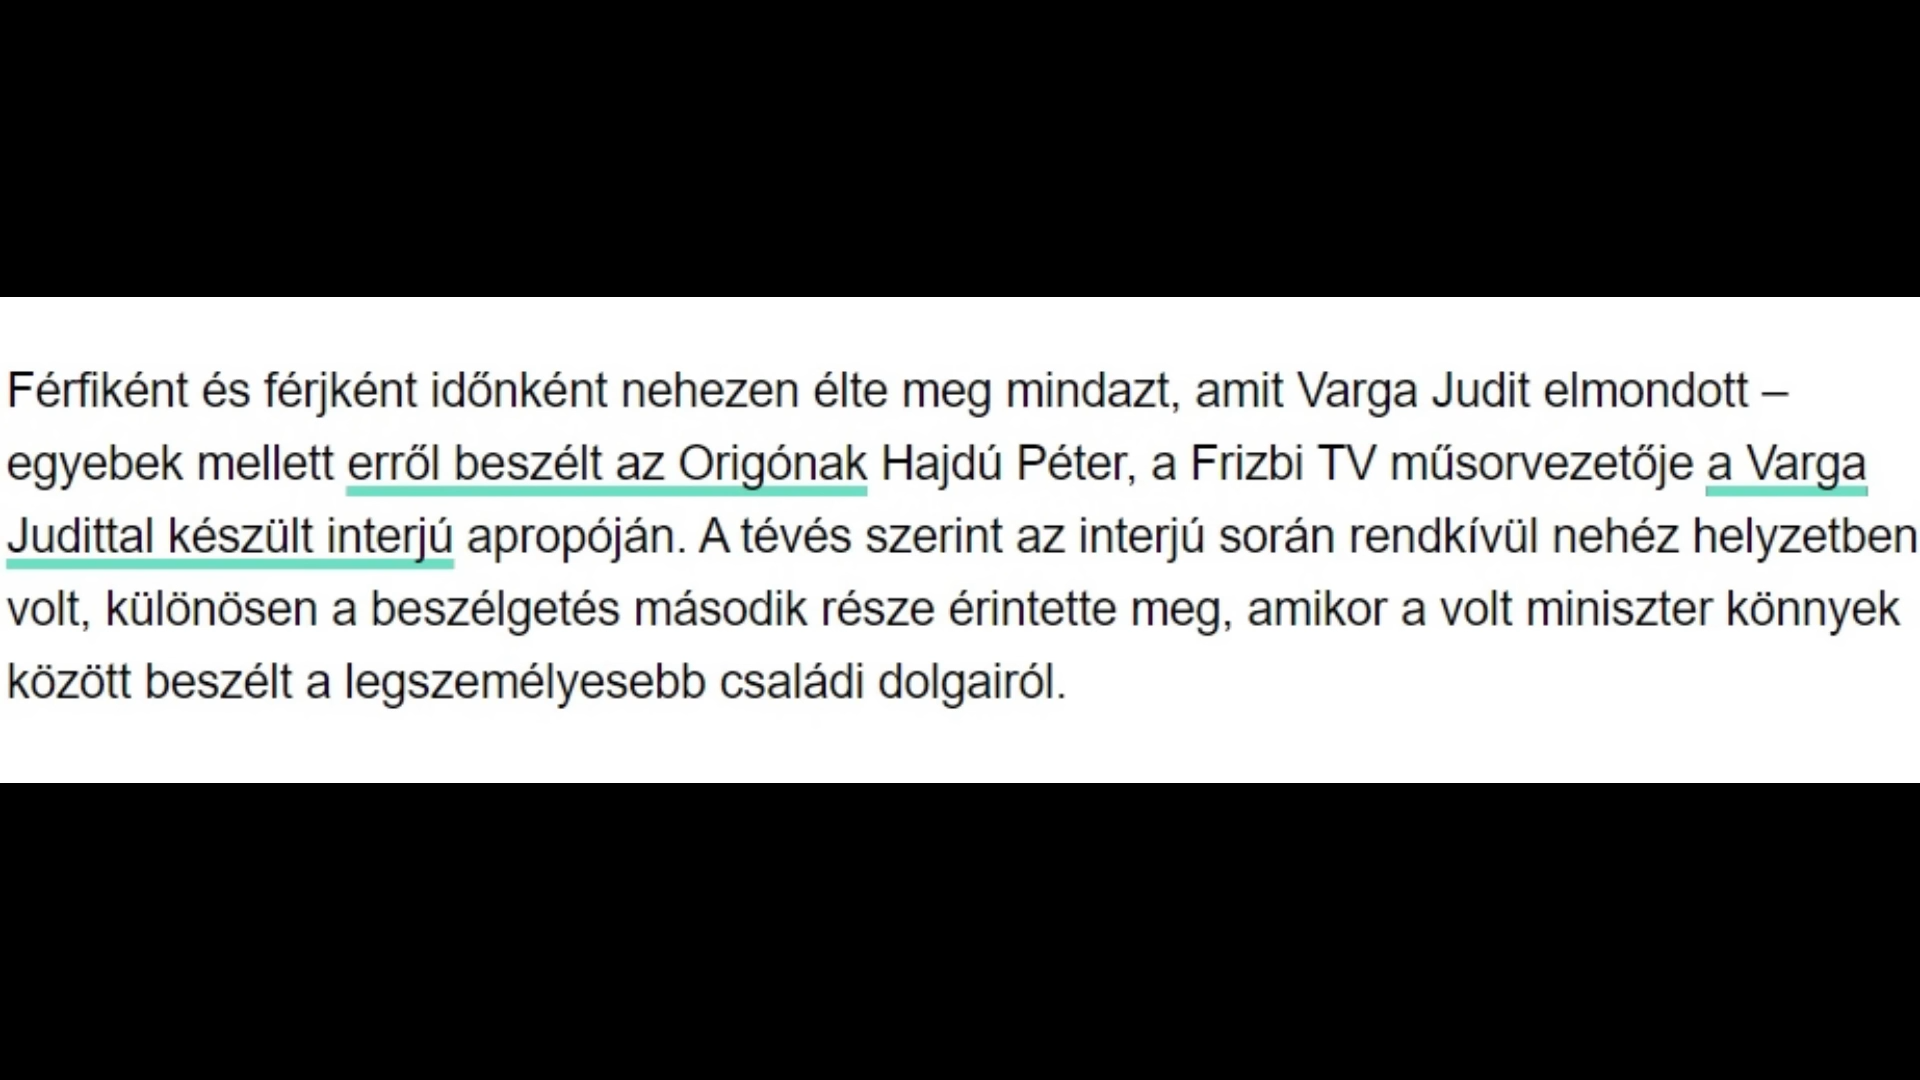 Férfiként és férjként időnként nehezen élte meg mindazt, amit Varga Judit elmondott –
egyebek mellett erről beszélt az Origónak Hajdú Péter, a Frizbi TV műsorvezetője a Varga
Judittal készült interjú apropóján. A tévés szerint az interjú során rendkívül nehéz helyzetben
volt, különösen a beszélgetés második része érintette meg, amikor a volt miniszter könnyek
között beszélt a legszemélyesebb családi dolgairól.